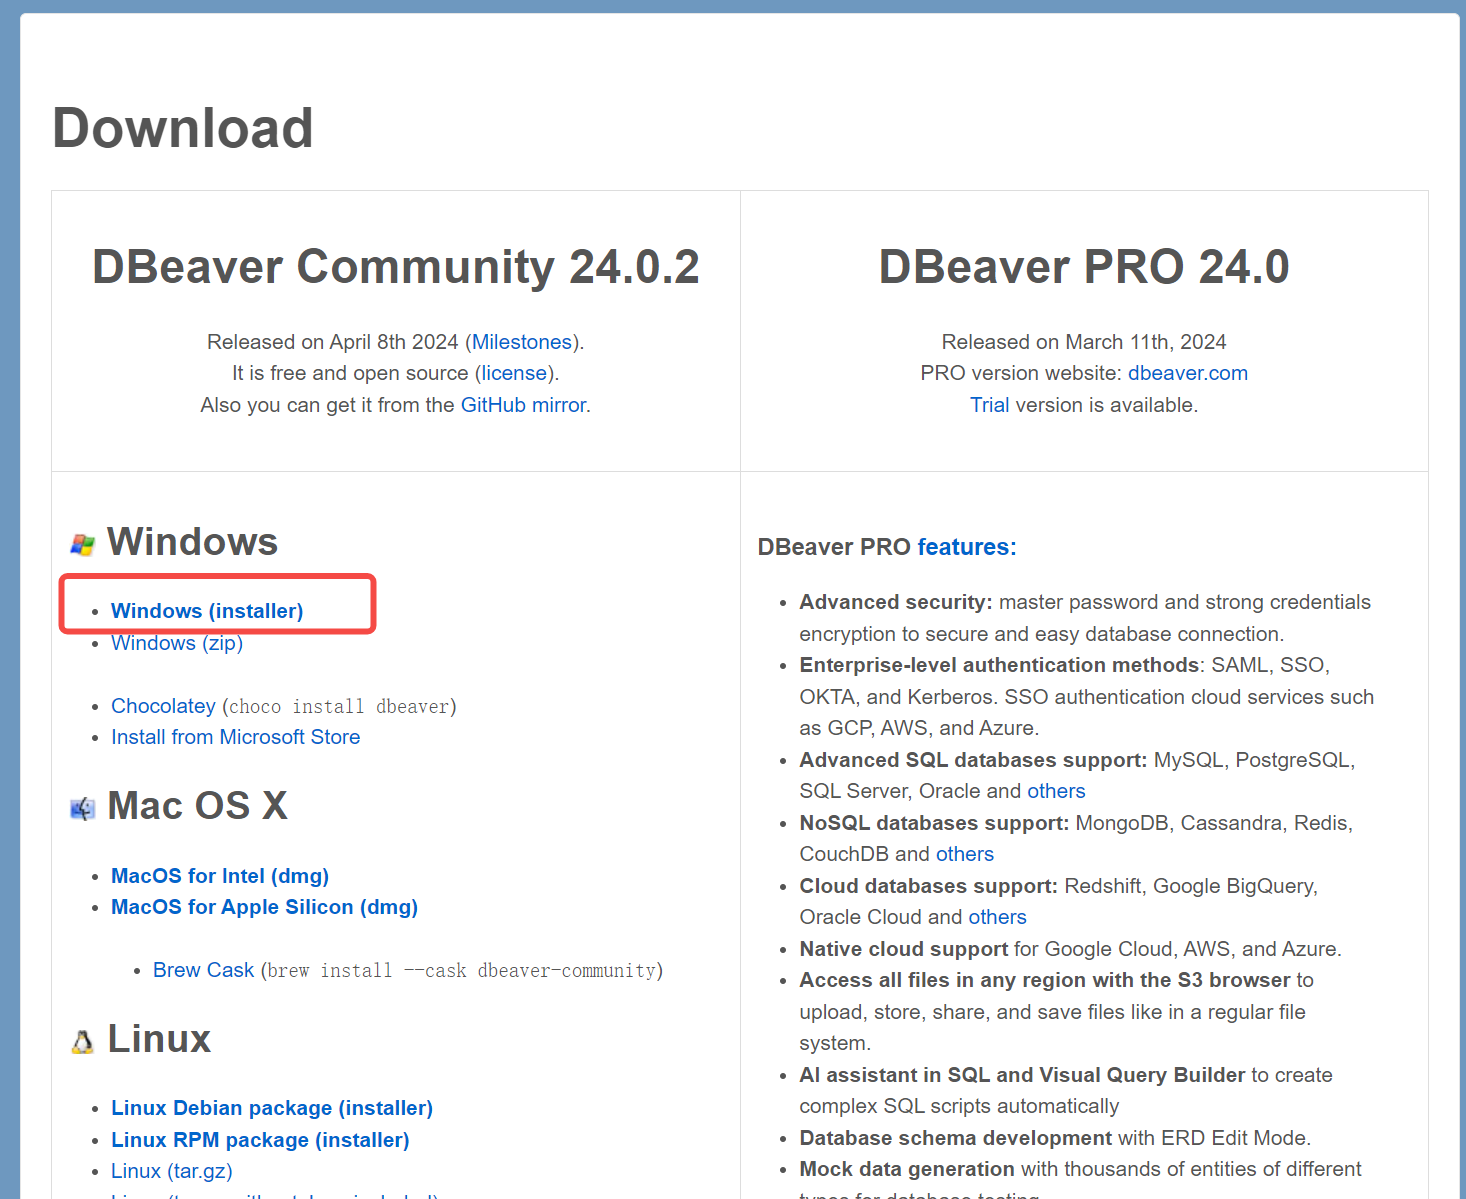 Download
DBeaver Community 24.0.2
Released on April 8th 2024 (Milestones).
It is free and open source (license).
Also you can get it from the GitHub mirror.
DBeaver PRO 24.0
Released on March 11th, 2024
PRO version website: dbeaver.com
Trial version is available.
Windows
Windows (installer)
Windows (zip)
Chocolatey (choco install dbeaver)
Install from Microsoft Store
Mac OS X
MacOS for Intel (dmg)
MacOS for Apple Silicon (dmg)
Brew Cask (brew install --cask dbeaver-community)
Linux
Linux Debian package (installer)
Linux RPM package (installer)
Linux (tar.gz)
DBeaver PRO features:
Advanced security: master password and strong credentials
encryption to secure and easy database connection.
Enterprise-level authentication methods: SAML, SSO,
OKTA, and Kerberos. SSO authentication cloud services such
as GCP, AWS, and Azure.
Advanced SQL databases support: MySQL, PostgreSQL,
SQL Server, Oracle and others
NoSQL databases support: MongoDB, Cassandra, Redis,
CouchDB and others
Cloud databases support: Redshift, Google BigQuery,
Oracle Cloud and others
Native cloud support for Google Cloud, AWS, and Azure.
Access all files in any region with the S3 browser to
upload, store, share, and save files like in a regular file
system.
AI assistant in SQL and Visual Query Builder to create
complex SQL scripts automatically
Database schema development with ERD Edit Mode.
Mock data generation with thousands of entities of different
types for database testing